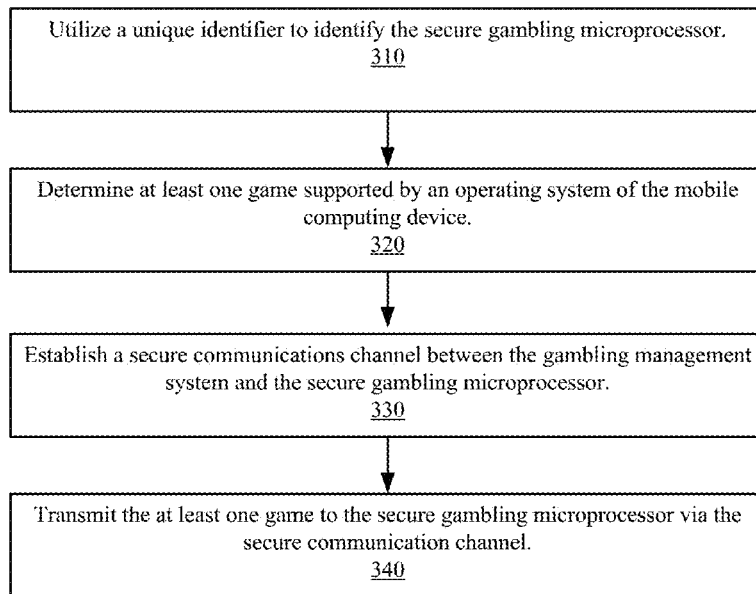 Utilize a unique identifier to identify the secure gambling microprocessor.
310
Determine at least one game supported by an operating system of the mobile
computing device.
320
Establish a secure communications channel between the gambling management
system and the secure gambling microprocessor.
330
Transmit the at least one game to the secure gambling microprocessor via the
secure communication channel.
340